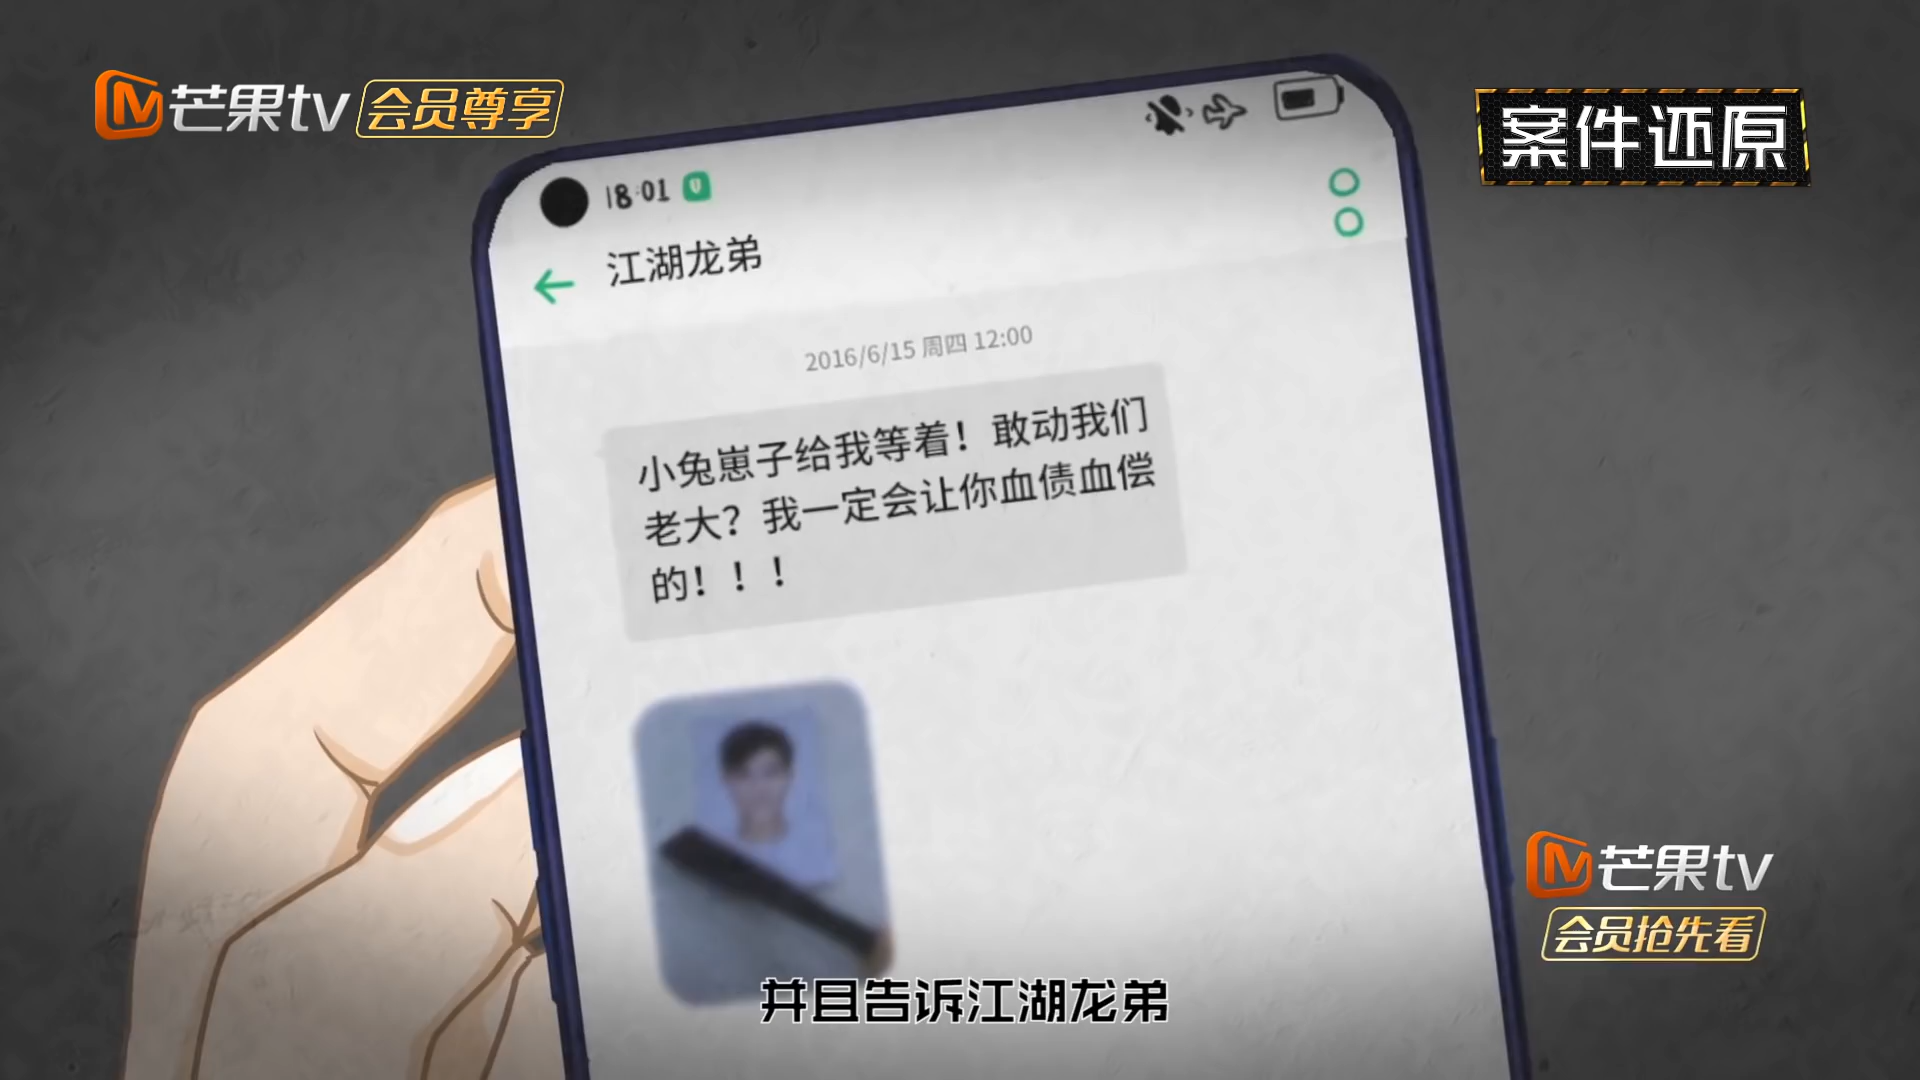 芒果tv 会员尊享
案件还原
18:01
江湖龙弟
2016/6/15 周四 12:00
小兔崽子给我等着！敢动我们
老大？我一定会让你血债血偿
的！！！
芒果tv
会员抢先看
并且告诉江湖龙弟